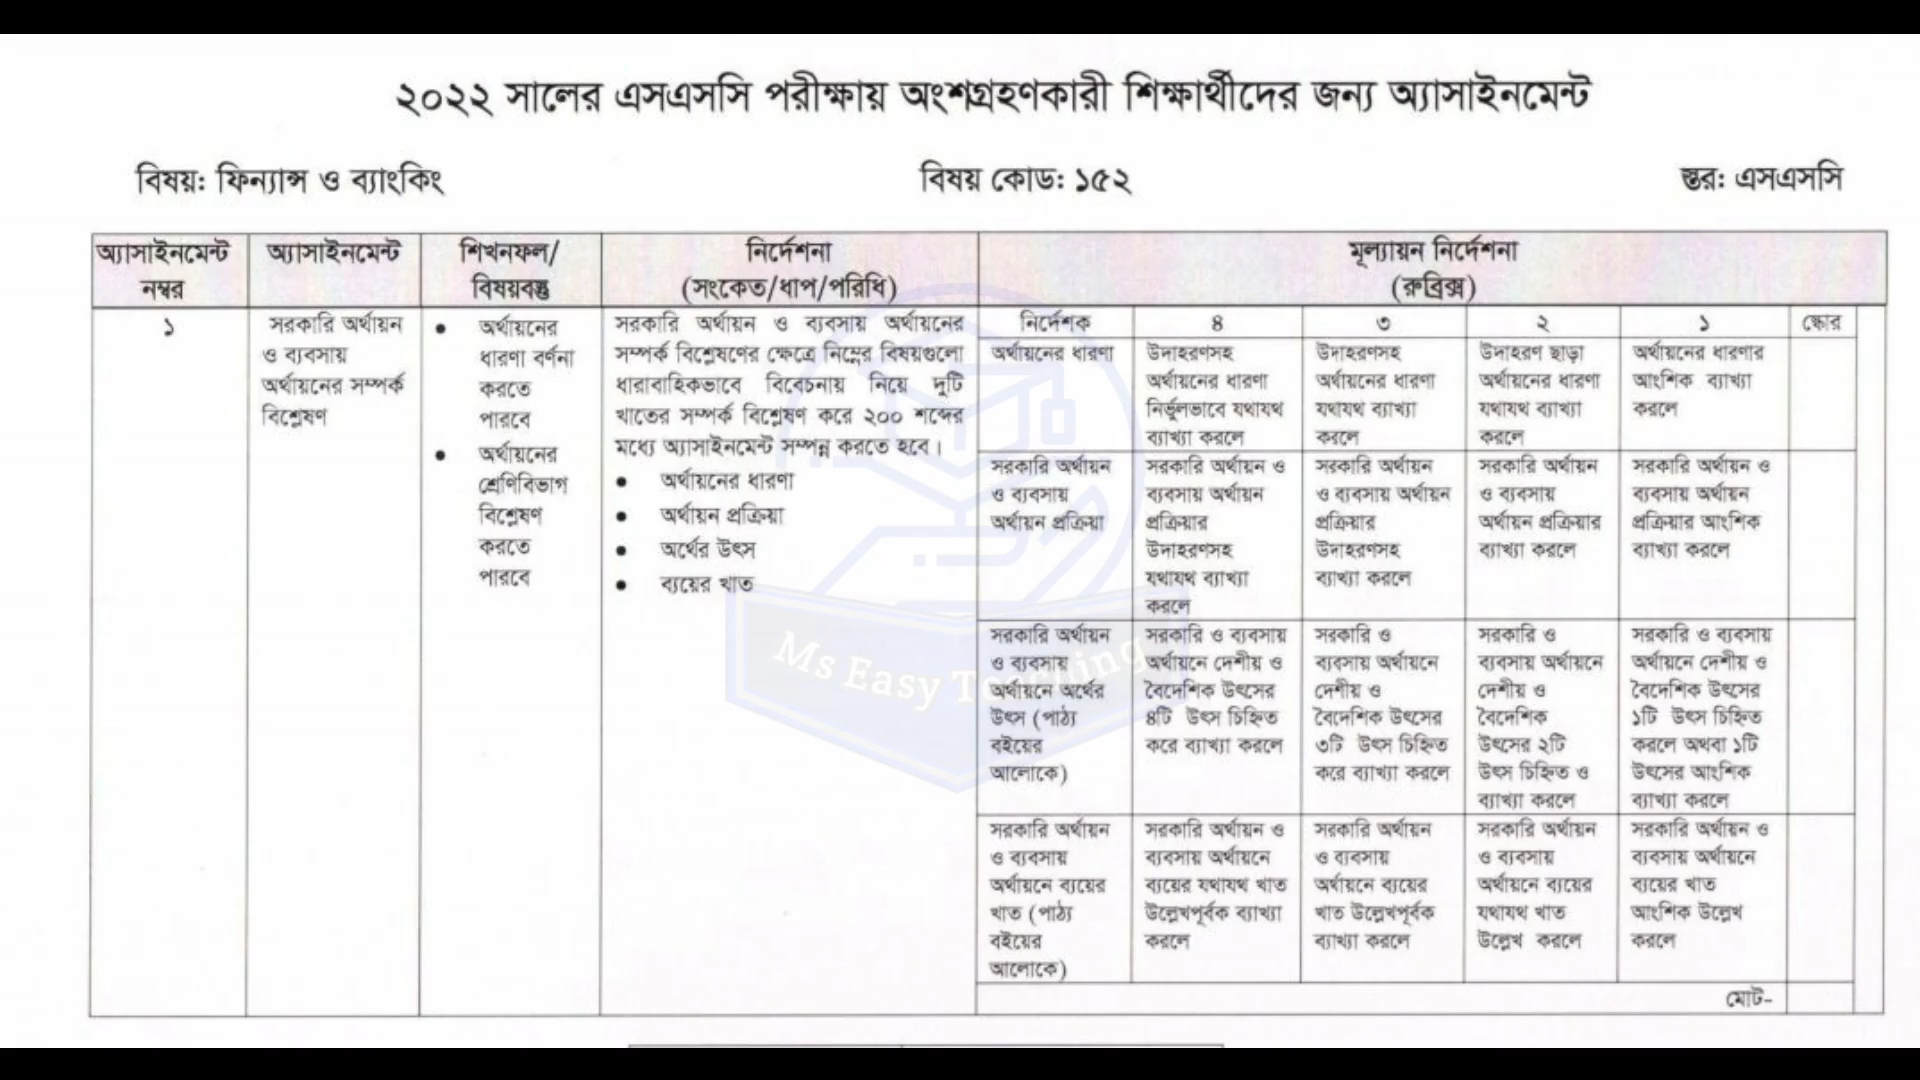 ২০২২ সালের এসএসসি পরীক্ষায় অংশগ্রহণকারী শিক্ষার্থীদের জন্য অ্যাসাইনমেন্ট
বিষয়: ফিন্যান্স ও ব্যাংকিং
বিষয় কোড: ১৫২
স্তর: এসএসসি
অ্যাসাইনমেন্ট
নম্বর
অ্যাসাইনমেন্ট
শিখনফল/
বিষয়বস্তু
নির্দেশনা
(সংকেত/ধাপ/পরিধি)
মূল্যায়ন নির্দেশনা
(রুব্রিক্স)
১
সরকারি অর্থায়ন
ও ব্যবসায়
অর্থায়নের সম্পর্ক
বিশ্লেষণ
● অর্থায়নের
ধারণা বর্ণনা
করতে
পারবে
● অর্থায়নের
শ্রেণিবিভাগ
বিশ্লেষণ
করতে
পারবে
সরকারি অর্থায়ন ও ব্যবসায় অর্থায়নের
সম্পর্ক বিশ্লেষণের ক্ষেত্রে নিম্নের বিষয়গুলো
ধারাবাহিকভাবে বিবেচনায় নিয়ে দুটি
খাতের সম্পর্ক বিশ্লেষণ করে ২০০ শব্দের
মধ্যে অ্যাসাইনমেন্ট সম্পন্ন করতে হবে।
● অর্থায়নের ধারণা
● অর্থায়ন প্রক্রিয়া
● অর্থের উৎস
● ব্যয়ের খাত
নির্দেশক
৪
৩
২
১
স্কোর
অর্থায়নের ধারণা
উদাহরণসহ
অর্থায়নের ধারণা
নির্ভুলভাবে যথাযথ
ব্যাখ্যা করলে
উদাহরণসহ
অর্থায়নের ধারণা
যথাযথ ব্যাখ্যা
করলে
উদাহরণ ছাড়া
অর্থায়নের ধারণা
যথাযথ ব্যাখ্যা
করলে
অর্থায়নের ধারণার
আংশিক ব্যাখ্যা
করলে
সরকারি অর্থায়ন
ও ব্যবসায়
অর্থায়ন প্রক্রিয়া
সরকারি অর্থায়ন ও
ব্যবসায় অর্থায়ন
প্রক্রিয়ার
উদাহরণসহ
যথাযথ ব্যাখ্যা
করলে
সরকারি অর্থায়ন
ও ব্যবসায় অর্থায়ন
প্রক্রিয়ার
উদাহরণসহ
ব্যাখ্যা করলে
সরকারি অর্থায়ন
ও ব্যবসায়
অর্থায়ন প্রক্রিয়ার
ব্যাখ্যা করলে
সরকারি অর্থায়ন ও
ব্যবসায় অর্থায়ন
প্রক্রিয়ার আংশিক
ব্যাখ্যা করলে
সরকারি অর্থায়ন
ও ব্যবসায়
অর্থায়নে অর্থের
উৎস (পাঠ্য
বইয়ের
আলোকে)
সরকারি ও ব্যবসায়
অর্থায়নে দেশীয় ও
বৈদেশিক উৎসের
৪টি উৎস চিহ্নিত
করে ব্যাখ্যা করলে
সরকারি ও
ব্যবসায় অর্থায়নে
দেশীয় ও
বৈদেশিক উৎসের
৩টি উৎস চিহ্নিত
করে ব্যাখ্যা করলে
সরকারি ও
ব্যবসায় অর্থায়নে
দেশীয় ও
বৈদেশিক
উৎসের ২টি
উৎস চিহ্নিত ও
ব্যাখ্যা করলে
সরকারি ও ব্যবসায়
অর্থায়নে দেশীয় ও
বৈদেশিক উৎসের
১টি উৎস চিহ্নিত
করলে অথবা ১টি
উৎসের আংশিক
ব্যাখ্যা করলে
সরকারি অর্থায়ন
ও ব্যবসায়
অর্থায়নে ব্যয়ের
খাত (পাঠ্য
বইয়ের
আলোকে)
সরকারি অর্থায়ন ও
ব্যবসায় অর্থায়নে
ব্যয়ের যথাযথ খাত
উল্লেখপূর্বক ব্যাখ্যা
করলে
সরকারি অর্থায়ন
ও ব্যবসায়
অর্থায়নে ব্যয়ের
খাত উল্লেখপূর্বক
ব্যাখ্যা করলে
সরকারি অর্থায়ন
ও ব্যবসায়
অর্থায়নে ব্যয়ের
যথাযথ খাত
উল্লেখ করলে
সরকারি অর্থায়ন ও
ব্যবসায় অর্থায়নে
ব্যয়ের খাত
আংশিক উল্লেখ
করলে
মোট-
Ms Easy Teaching